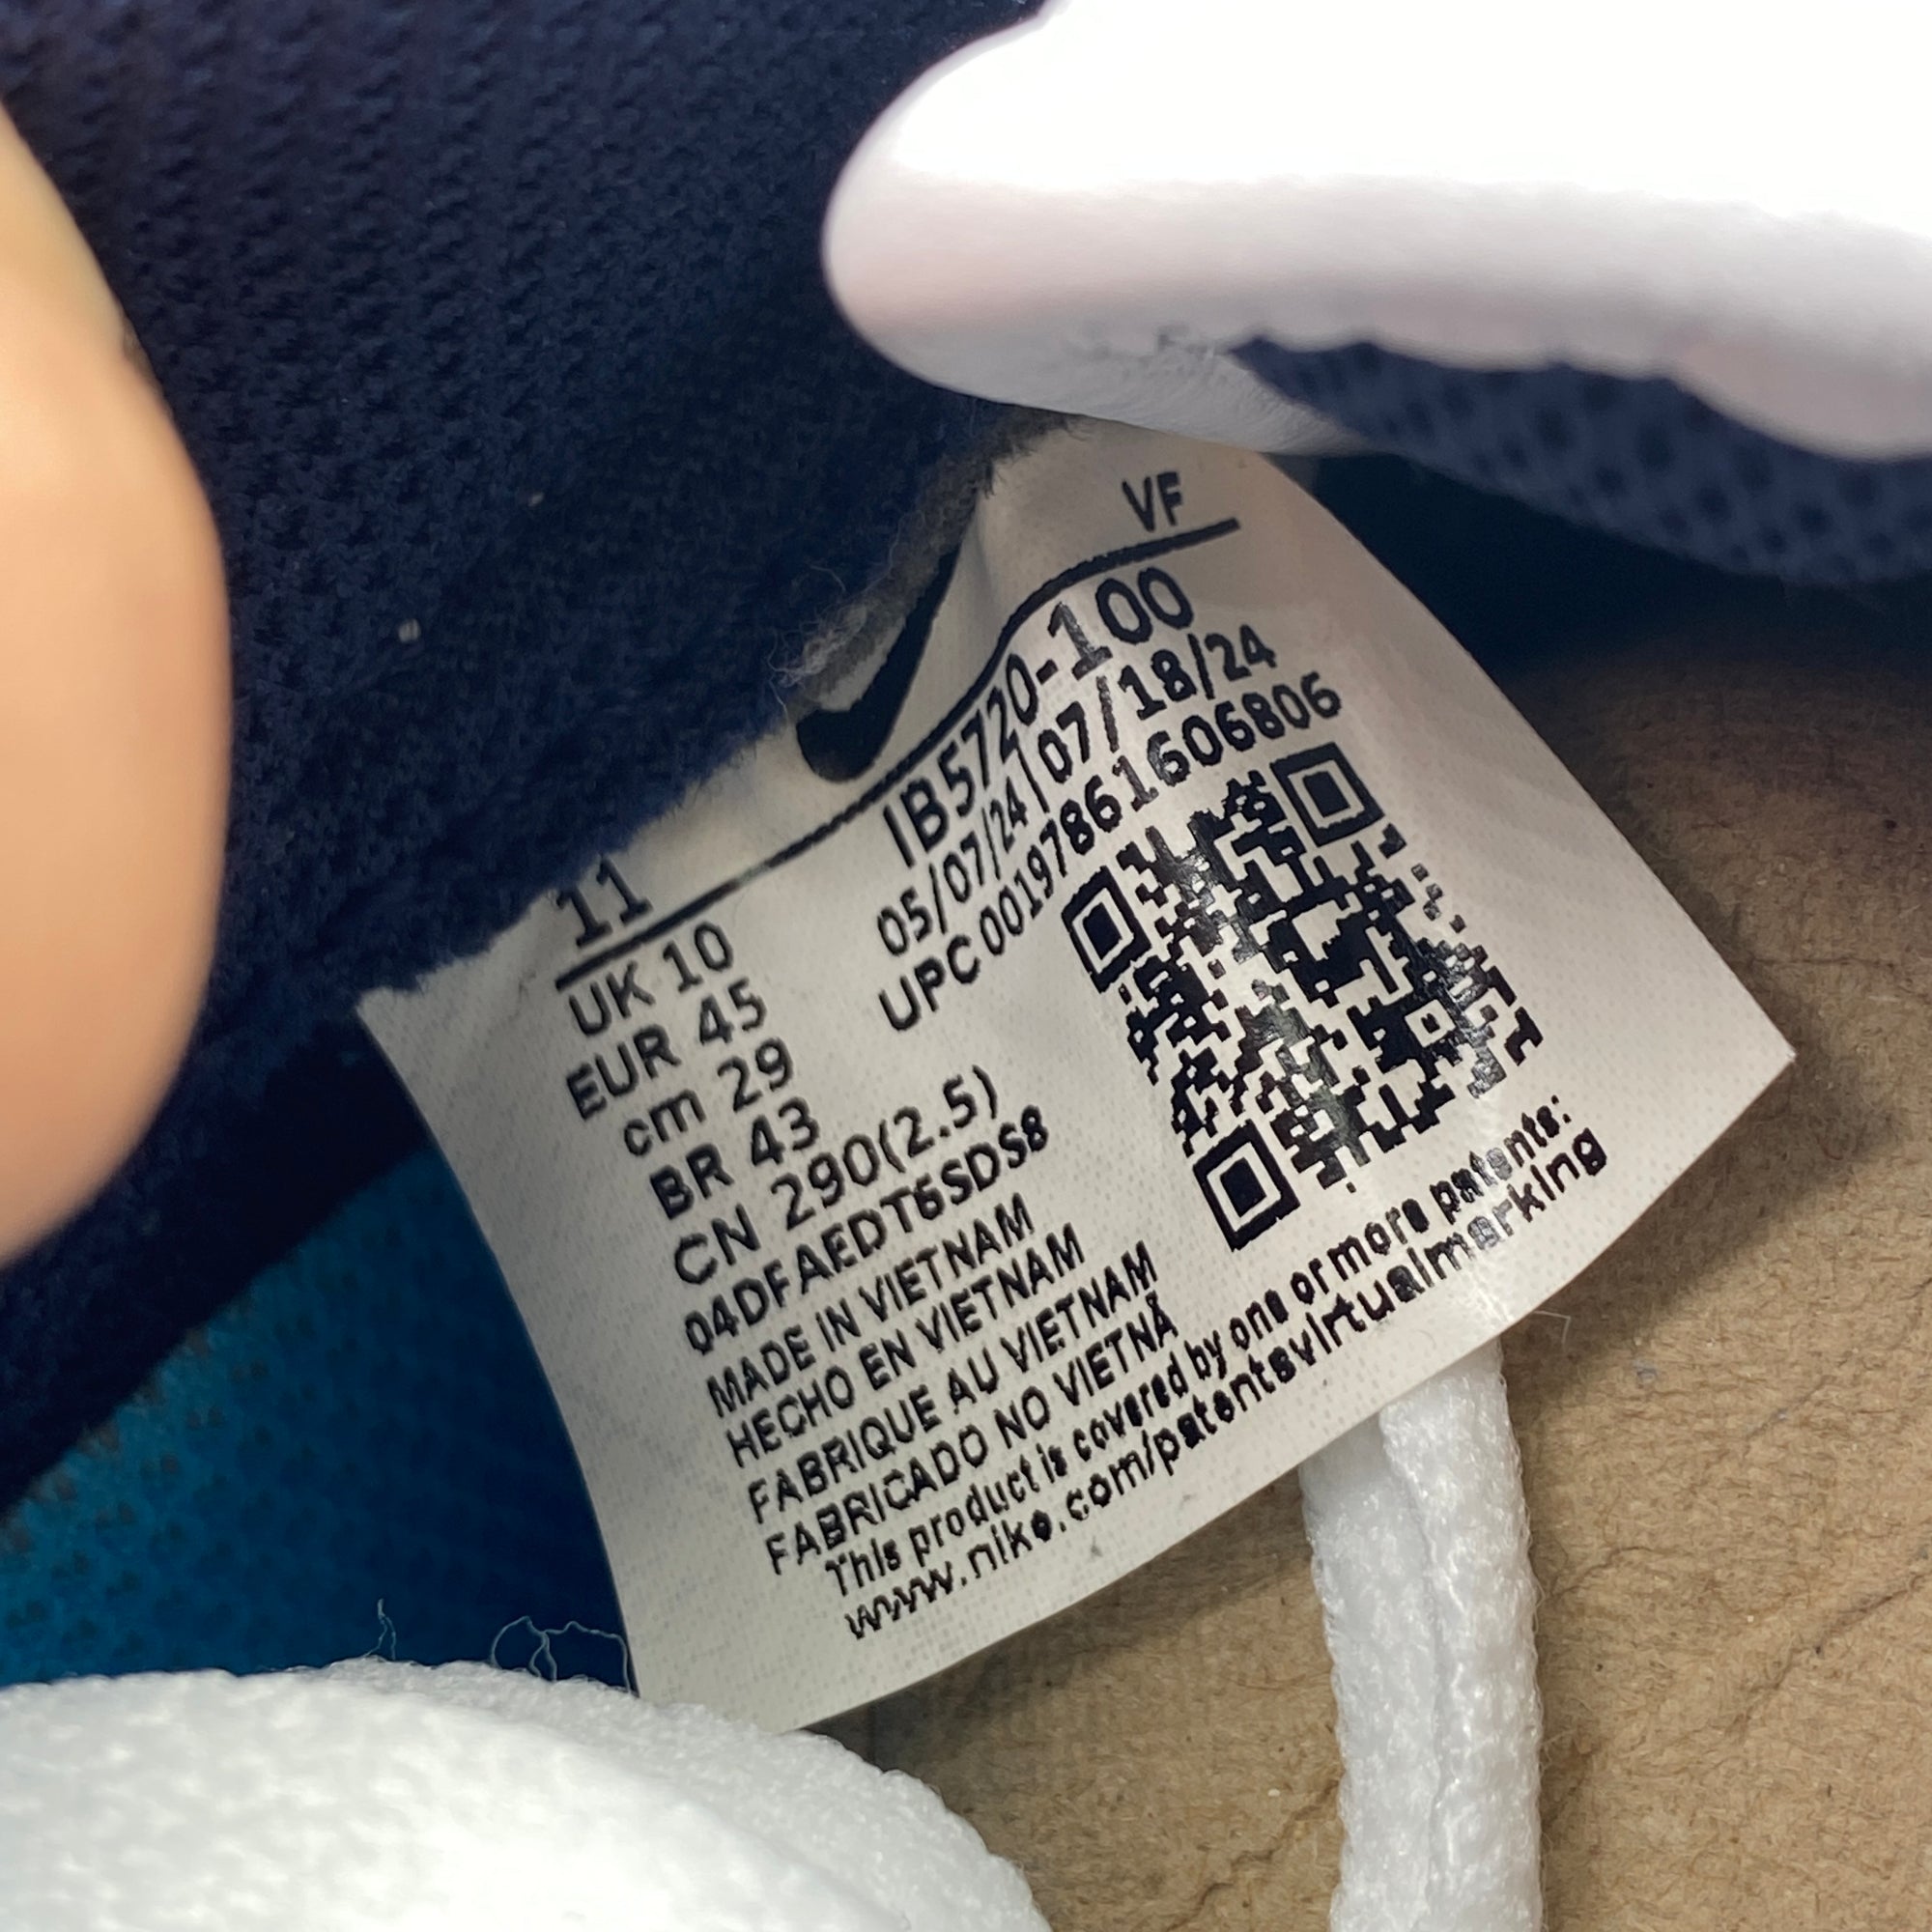 VF
11
IB5720-100
05/07/24|07/18/24
UPC 00197861606806
UK 10
EUR 45
cm 29
BR 43
CN 290(2.5)
04DFAEDT6SDS8
MADE IN VIETNAM
HECHO EN VIETNAM
FABRIQUE AU VIETNAM
FABRICADO NO VIETNÃ
This product is covered by one or more patents:
www.nike.com/patentsvirtualmarking